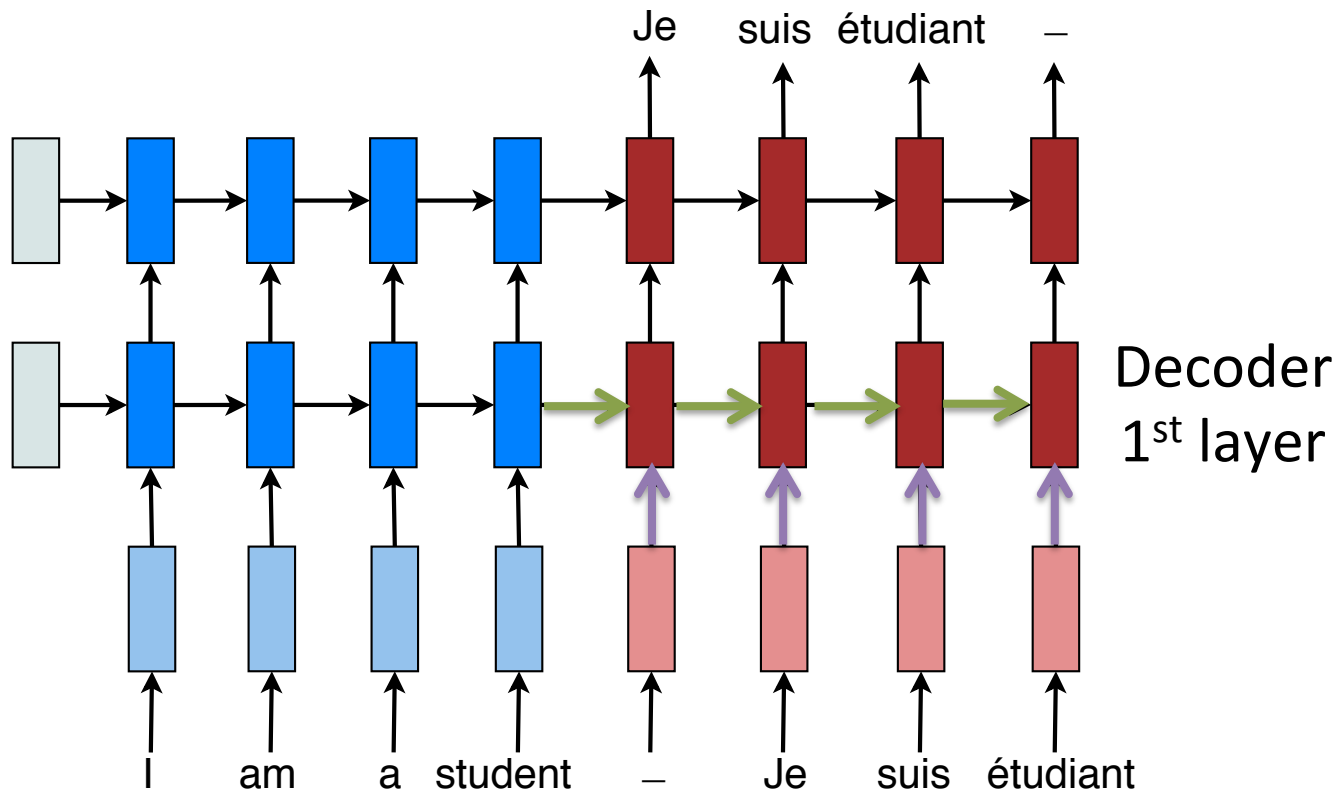 Je suis étudiant –
Decoder
1st layer
I am a student – Je suis étudiant